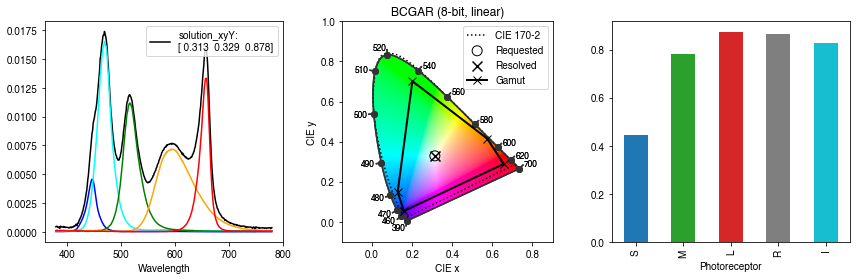 0.0175
0.0150
0.0125
0.0100
0.0075
0.0050
0.0025
0.0000
400
500
600
700
800
Wavelength
solution_xyY:
[ 0.313 0.329 0.878]
BCGAR (8-bit, linear)
1.0
0.8
0.6
0.4
0.2
0.0
CIE y
0.0
0.2
0.4
0.6
0.8
CIE x
CIE 170-2
Requested
Resolved
Gamut
520
540
510
560
500
580
600
490
620
700
480
470
460
390
0.8
0.6
0.4
0.2
0.0
S
M
L
R
I
Photoreceptor